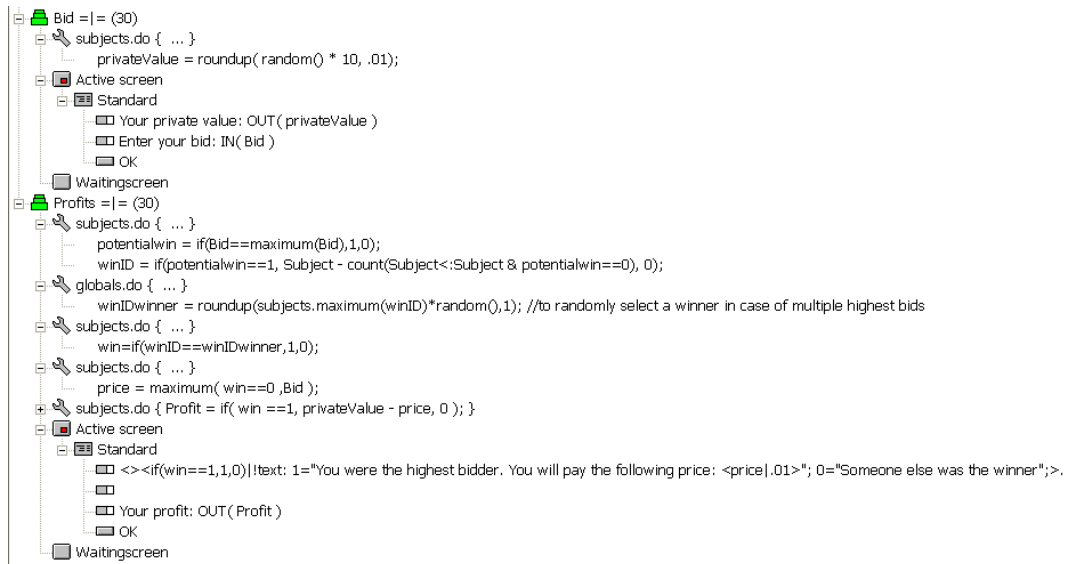 Bid =|= (30)
subjects.do { ... }
privateValue = roundup( random() * 10, .01);
Active screen
Standard
Your private value: OUT( privateValue )
Enter your bid: IN( Bid )
OK
Waitingscreen
Profits =|= (30)
subjects.do { ... }
potentialwin = if(Bid==maximum(Bid),1,0);
winID = if(potentialwin==1, Subject - count(Subject<:Subject & potentialwin==0), 0);
globals.do { ... }
winIDwinner = roundup(subjects.maximum(winID)*random(),1); //to randomly select a winner in case of multiple highest bids
subjects.do { ... }
win=if(winID==winIDwinner,1,0);
subjects.do { ... }
price = maximum( win==0 ,Bid );
subjects.do { Profit = if( win ==1, privateValue - price, 0 ); }
Active screen
Standard
<><if(win==1,1,0)|!text: 1="You were the highest bidder. You will pay the following price: <price|.01>"; 0="Someone else was the winner";>.
Your profit: OUT( Profit )
OK
Waitingscreen